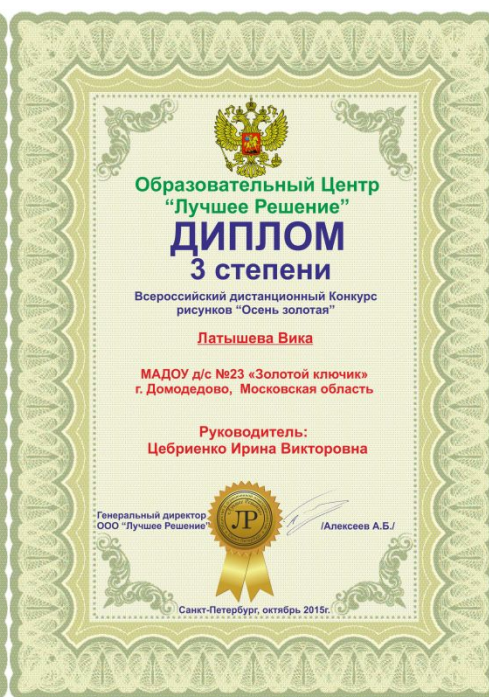 Образовательный Центр
“Лучшее Решение”
ДИПЛОМ
3 степени
Всероссийский дистанционный Конкурс
рисунков “Осень золотая”
Латышева Вика
МАДОУ д/с №23 «Золотой ключик»
г. Домодедово, Московская область
Руководитель:
Цебриенко Ирина Викторовна
Генеральный директор
ООО “Лучшее Решение”
ЛР
/Алексеев А.Б./
Санкт-Петербург, октябрь 2015г.